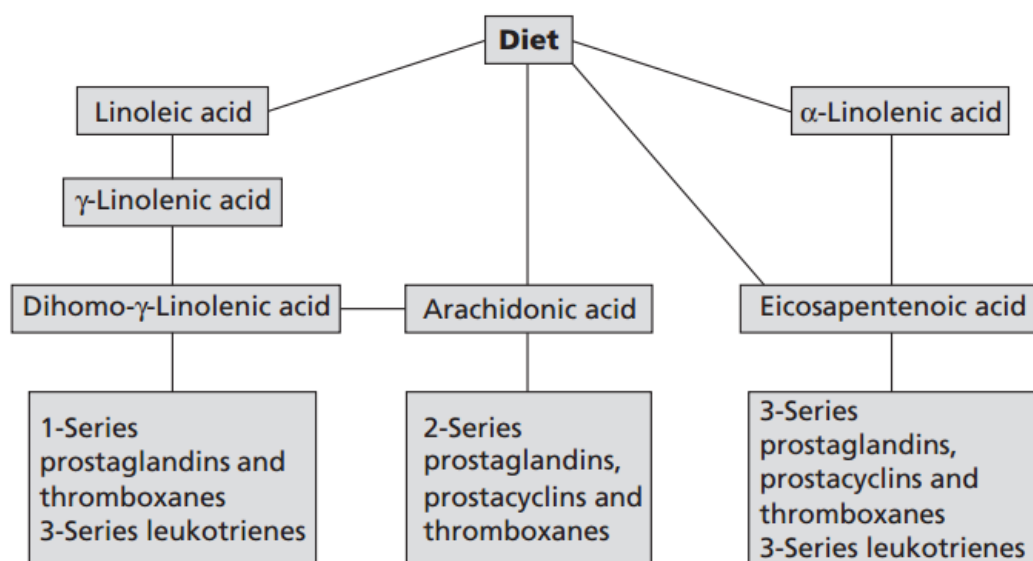 Diet
Linoleic acid
α-Linolenic acid
γ-Linolenic acid
Dihomo-γ-Linolenic acid
Arachidonic acid
Eicosapentenoic acid
1-Series
prostaglandins and
thromboxanes
3-Series leukotrienes
2-Series
prostaglandins,
prostacyclins and
thromboxanes
3-Series
prostaglandins,
prostacyclins and
thromboxanes
3-Series leukotrienes